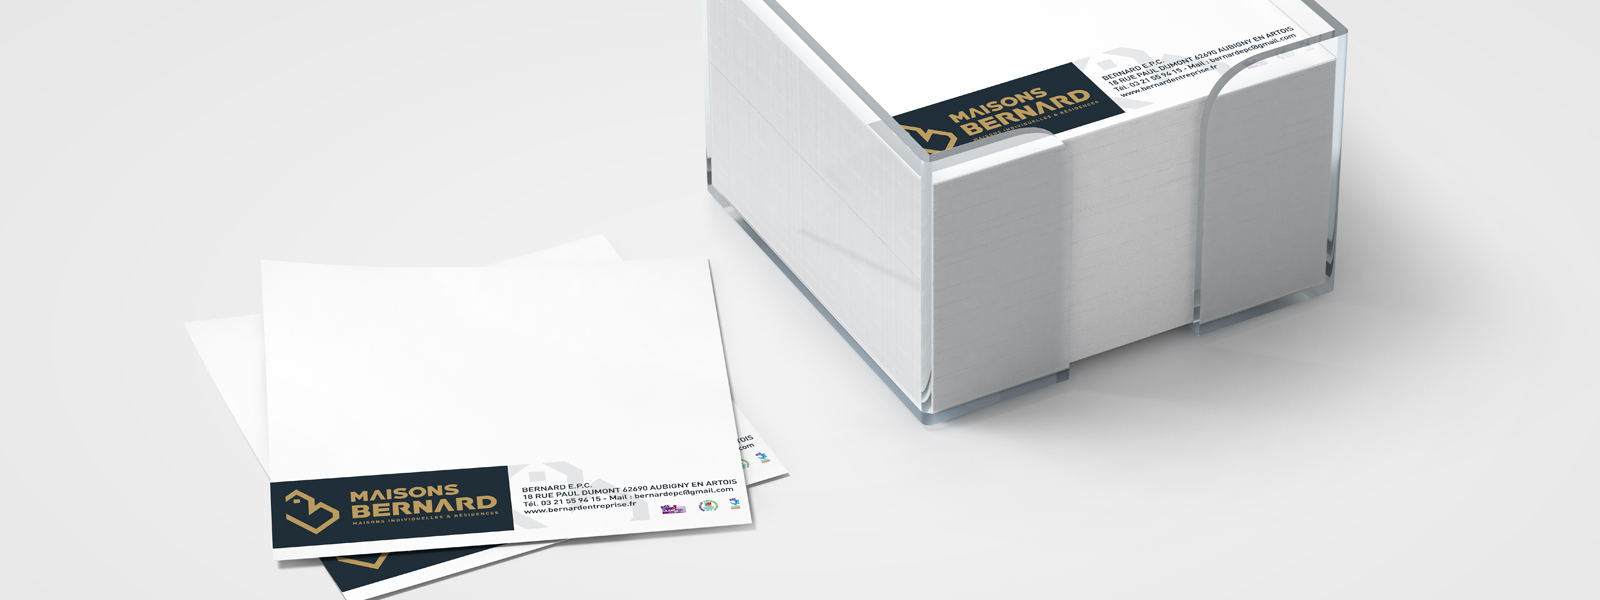 BERNARD E.P.C.
18 RUE PAUL DUMONT 62690 AUBIGNY EN ARTOIS
Tél. 03 21 55 94 15 - Mail : bernardepc@gmail.com
www.bernardentreprise.fr
MAISONS
BERNARD
MAISONS INDIVIDUELLES & RÉSIDENCES
TOIS
com
MAISONS
BERNARD
MAISONS INDIVIDUELLES & RÉSIDENCES
BERNARD E.P.C.
18 RUE PAUL DUMONT 62690 AUBIGNY EN ARTOIS
Tél. 03 21 55 94 15 - Mail : bernardepc@gmail.com
www.bernardentreprise.fr